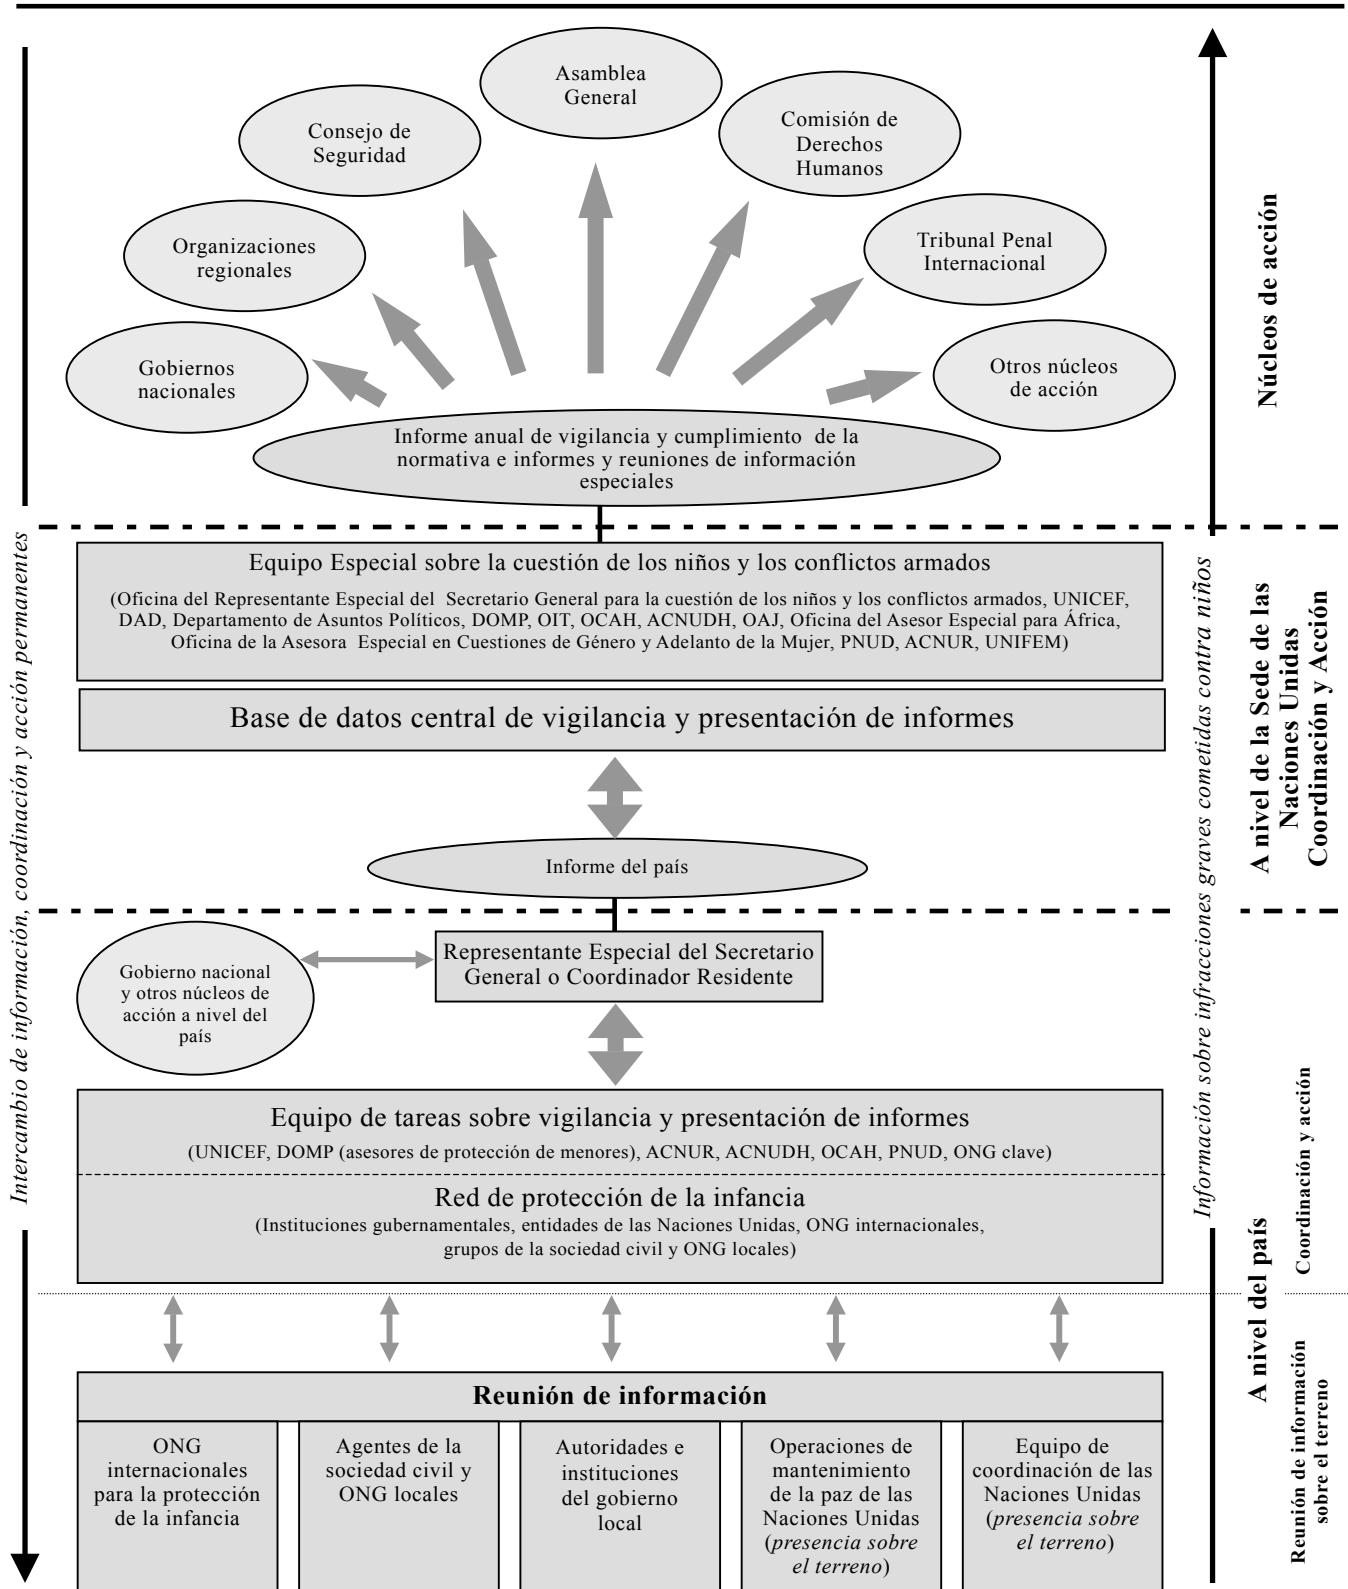 Asamblea
General
Consejo de
Seguridad
Comisión de
Derechos
Humanos
Organizaciones
regionales
Tribunal Penal
Internacional
Gobiernos
nacionales
Otros núcleos
de acción
Informe anual de vigilancia y cumplimiento de la
normativa e informes y reuniones de información
especiales
Núcleos de acción
Equipo Especial sobre la cuestión de los niños y los conflictos armados
(Oficina del Representante Especial del Secretario General para la cuestión de los niños y los conflictos armados, UNICEF,
DAD, Departamento de Asuntos Políticos, DOMP, OIT, OCAH, ACNUDH, OAJ, Oficina del Asesor Especial para África,
Oficina de la Asesora Especial en Cuestiones de Género y Adelanto de la Mujer, PNUD, ACNUR, UNIFEM)
Base de datos central de vigilancia y presentación de informes
Informe del país
A nivel de la Sede de las
Naciones Unidas
Coordinación y Acción
Intercambio de información, coordinación y acción permanentes
Información sobre infracciones graves cometidas contra niños
Gobierno nacional
y otros núcleos de
acción a nivel del
país
Representante Especial del Secretario
General o Coordinador Residente
Equipo de tareas sobre vigilancia y presentación de informes
(UNICEF, DOMP (asesores de protección de menores), ACNUR, ACNUDH, OCAH, PNUD, ONG clave)
Red de protección de la infancia
(Instituciones gubernamentales, entidades de las Naciones Unidas, ONG internacionales,
grupos de la sociedad civil y ONG locales)
A nivel del país
Coordinación y acción
Reunión de información
sobre el terreno
Reunión de información
ONG
internacionales
para la protección
de la infancia
Agentes de la
sociedad civil y
ONG locales
Autoridades e
instituciones
del gobierno
local
Operaciones de
mantenimiento
de la paz de las
Naciones Unidas
(presencia sobre
el terreno)
Equipo de
coordinación de las
Naciones Unidas
(presencia sobre
el terreno)